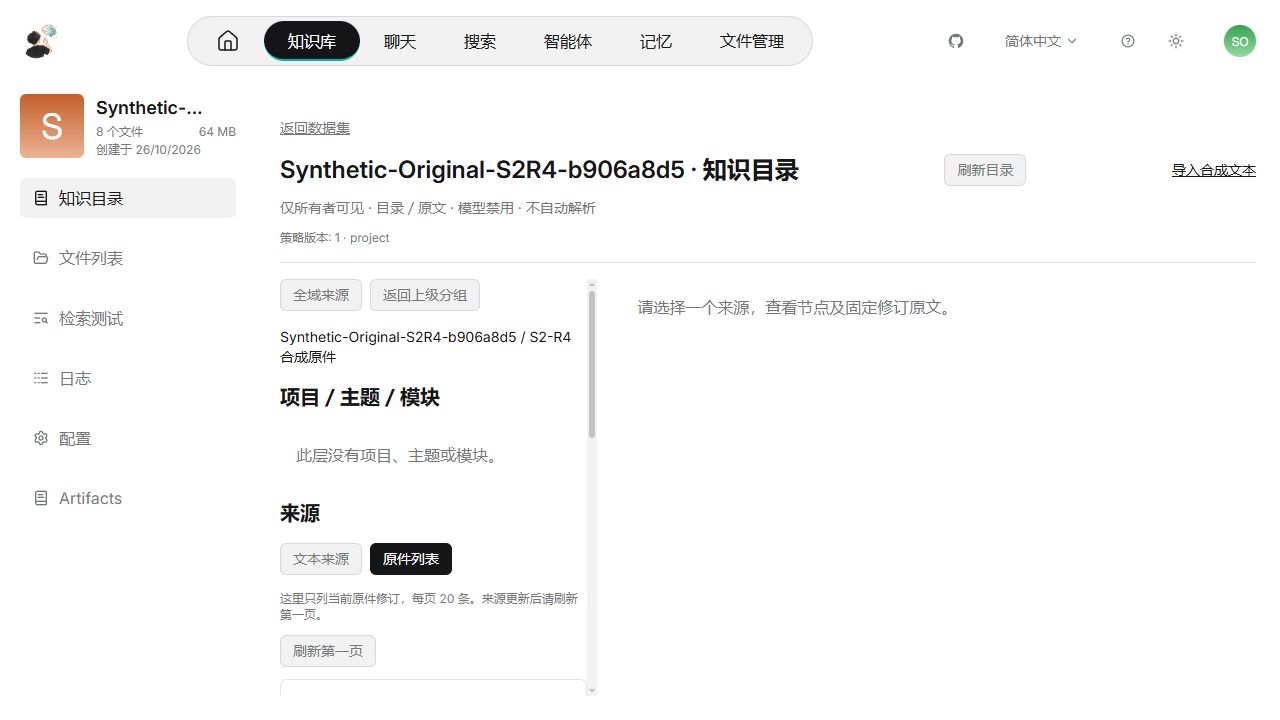 知识库
聊天
搜索
智能体
记忆
文件管理
简体中文
SO
S
Synthetic-...
8 个文件
64 MB
创建于 26/10/2026
知识目录
文件列表
检索测试
日志
配置
Artifacts
返回数据集
Synthetic-Original-S2R4-b906a8d5 · 知识目录
刷新目录
导入合成文本
仅所有者可见 · 目录 / 原文 · 模型禁用 · 不自动解析
策略版本: 1 · project
全域来源
返回上级分组
Synthetic-Original-S2R4-b906a8d5 / S2-R4
合成原件
项目 / 主题 / 模块
此层没有项目、主题或模块。
来源
文本来源
原件列表
这里只列当前原件修订，每页 20 条。来源更新后请刷新
第一页。
刷新第一页
请选择一个来源，查看节点及固定修订原文。